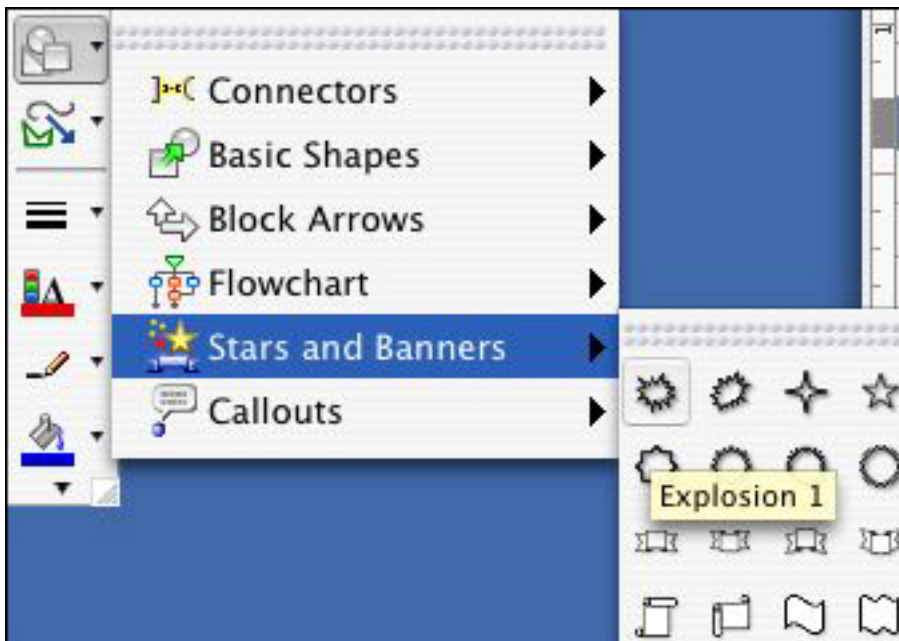 Connectors
Basic Shapes
Block Arrows
Flowchart
Stars and Banners
Callouts
Explosion 1